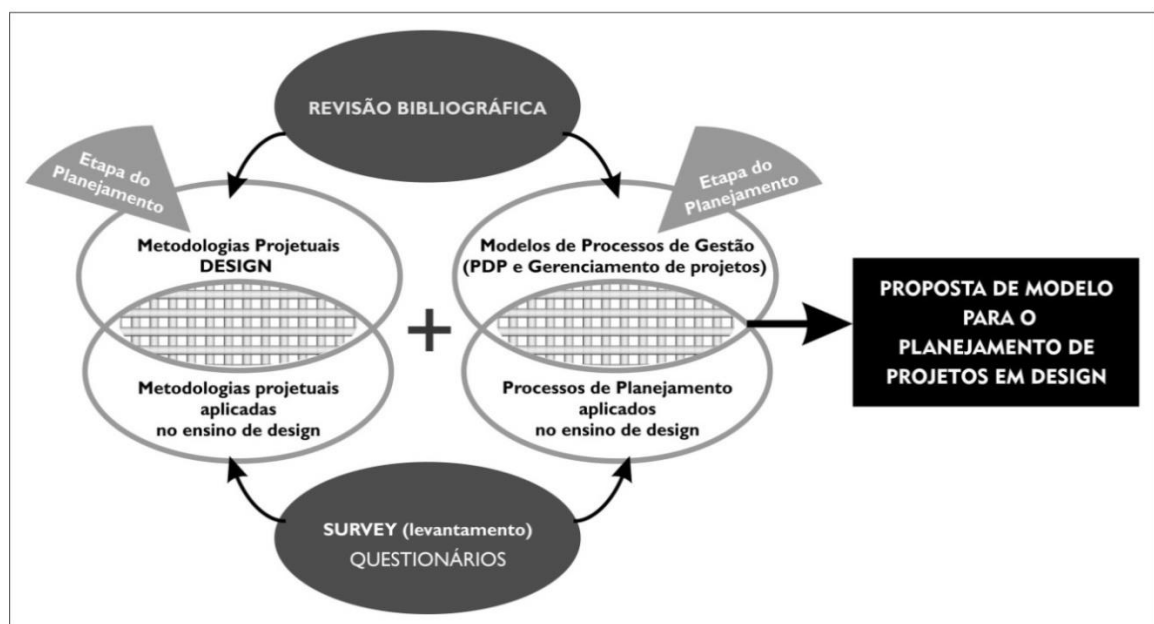 REVISÃO BIBLIOGRÁFICA
Etapa do
Planejamento
Etapa do
Planejamento
Metodologias Projetuais
DESIGN
Modelos de Processos de Gestão
(PDP e Gerenciamento de projetos)
+
PROPOSTA DE MODELO
PARA O
PLANEJAMENTO DE
PROJETOS EM DESIGN
Metodologias projetuais
aplicadas
no ensino de design
Processos de Planejamento
aplicados
no ensino de design
SURVEY (levantamento)
QUESTIONÁRIOS